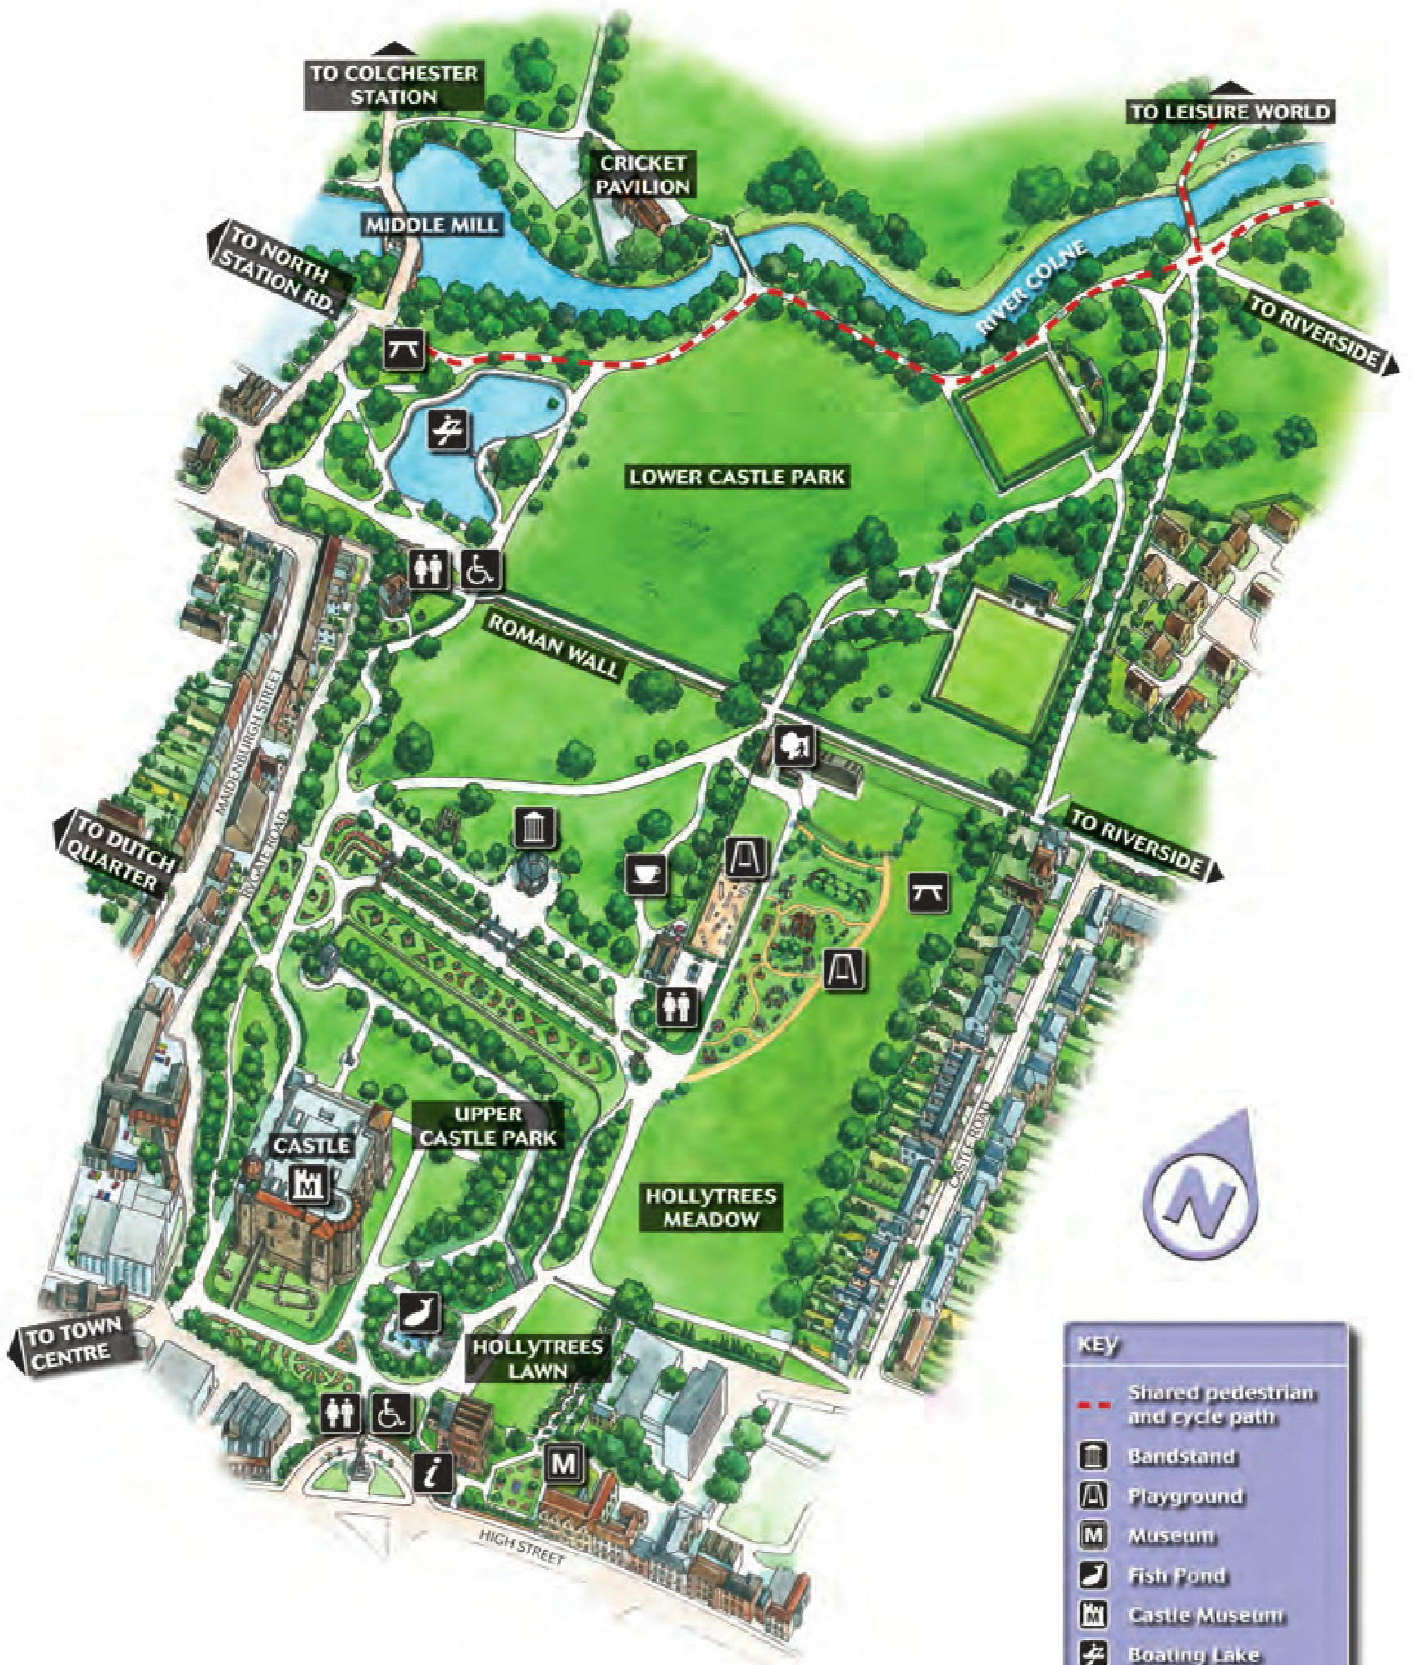 TO COLCHESTER
STATION
TO LEISURE WORLD
CRICKET
PAVILION
MIDDLE MILL
TO NORTH
STATION RD.
RIVER COLNE
TO RIVERSIDE
LOWER CASTLE PARK
ROMAN WALL
MAIDENBURGH STREET
TO DUTCH
QUARTER
ROAD
TO RIVERSIDE
UPPER
CASTLE PARK
CASTLE
M
HOLLYTREES
MEADOW
CASTLE ROAD
N
TO TOWN
CENTRE
HOLLYTREES
LAWN
i
M
HIGH STREET
KEY
Shared pedestrian
and cycle path
Bandstand
Playground
M Museum
Fish Pond
M Castle Museum
Boating Lake